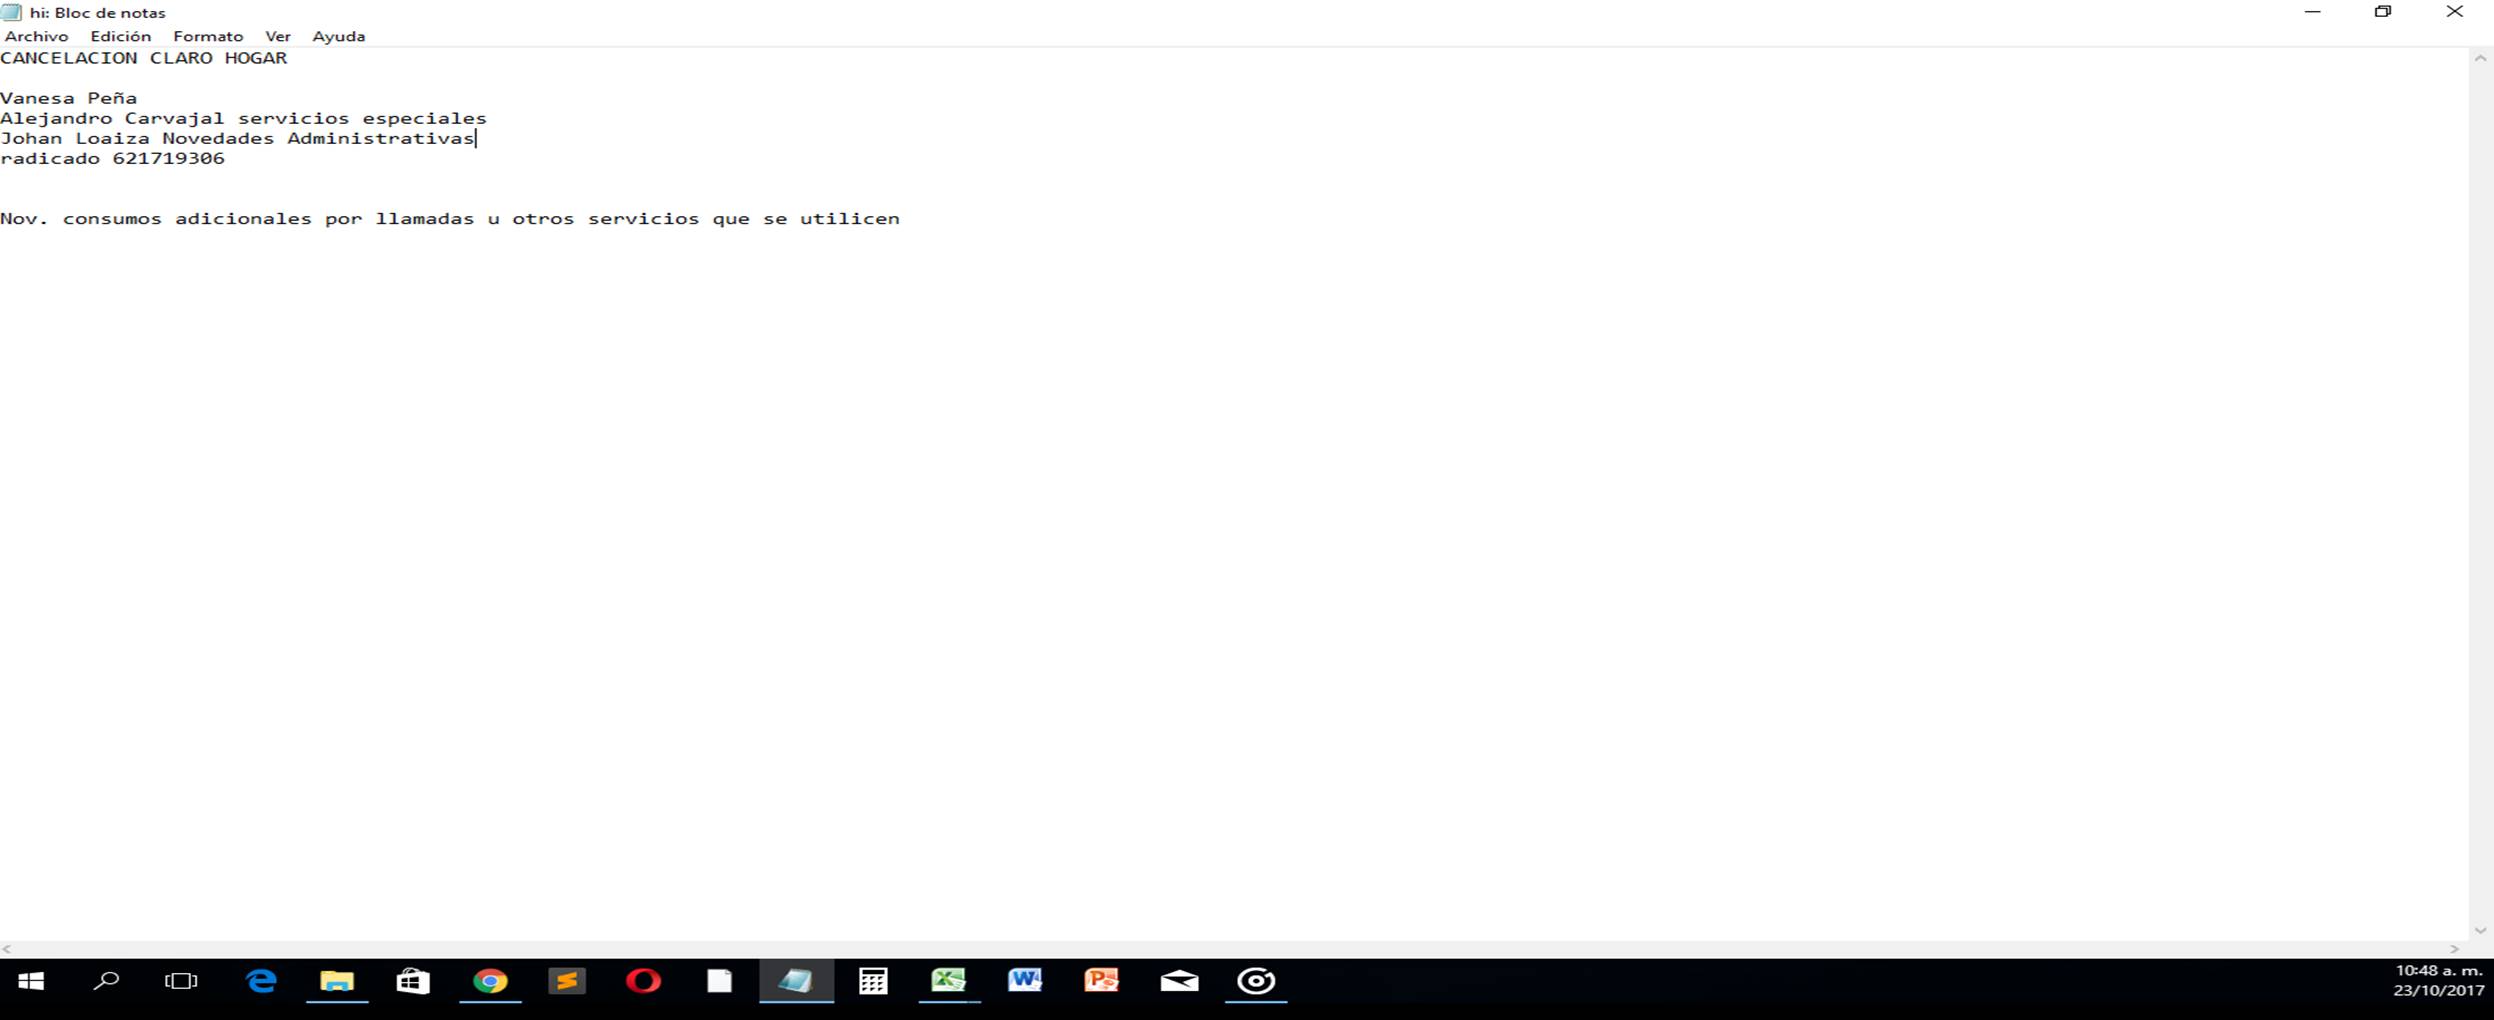 hi: Bloc de notas
Archivo Edición Formato Ver Ayuda
CANCELACION CLARO HOGAR
Vanesa Peña
Alejandro Carvajal servicios especiales
Johan Loaiza Novedades Administrativas
radicado 621719306
Nov. consumos adicionales por llamadas u otros servicios que se utilicen
10:48 a. m.
23/10/2017